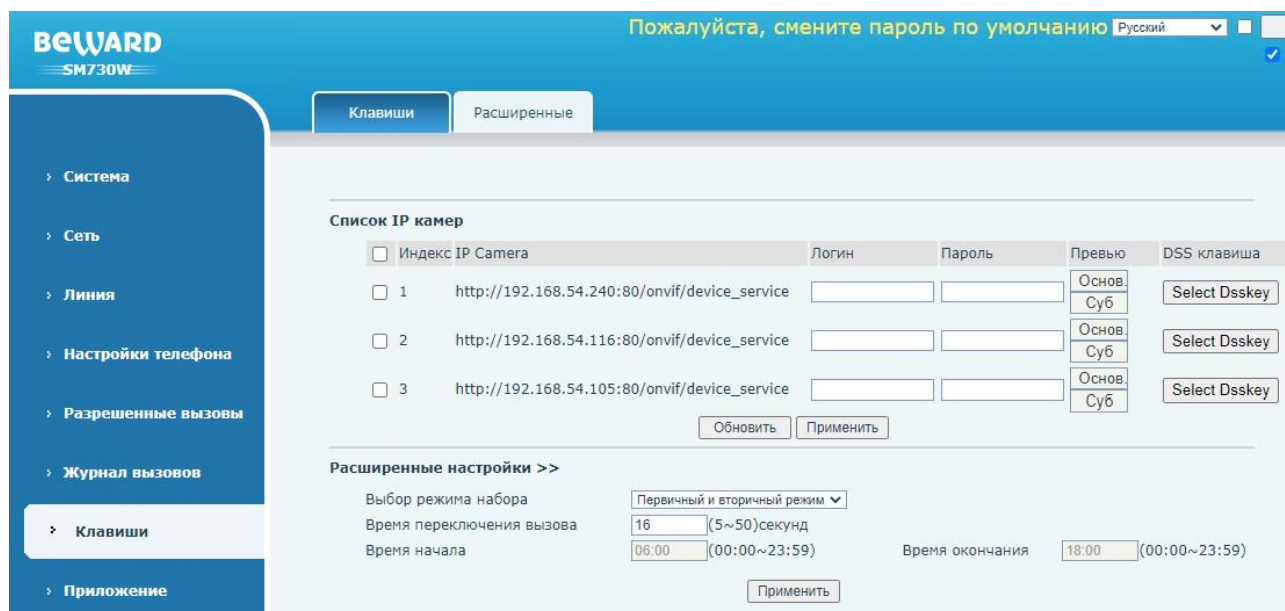 BEWARD
SM730W
Пожалуйста, смените пароль по умолчанию Русский
Клавиши Расширенные
Система
Сеть
Линия
Настройки телефона
Разрешенные вызовы
Журнал вызовов
Клавиши
Приложение
Список IP камер
Индекс IP Camera Логин Пароль Превью DSS клавиша
1 http://192.168.54.240:80/onvif/device_service Основ. Суб Select Dsskey
2 http://192.168.54.116:80/onvif/device_service Основ. Суб Select Dsskey
3 http://192.168.54.105:80/onvif/device_service Основ. Суб Select Dsskey
Обновить Применить
Расширенные настройки >>
Выбор режима набора Первичный и вторичный режим
Время переключения вызова 16 (5~50)секунд
Время начала 06:00 (00:00~23:59) Время окончания 18:00 (00:00~23:59)
Применить